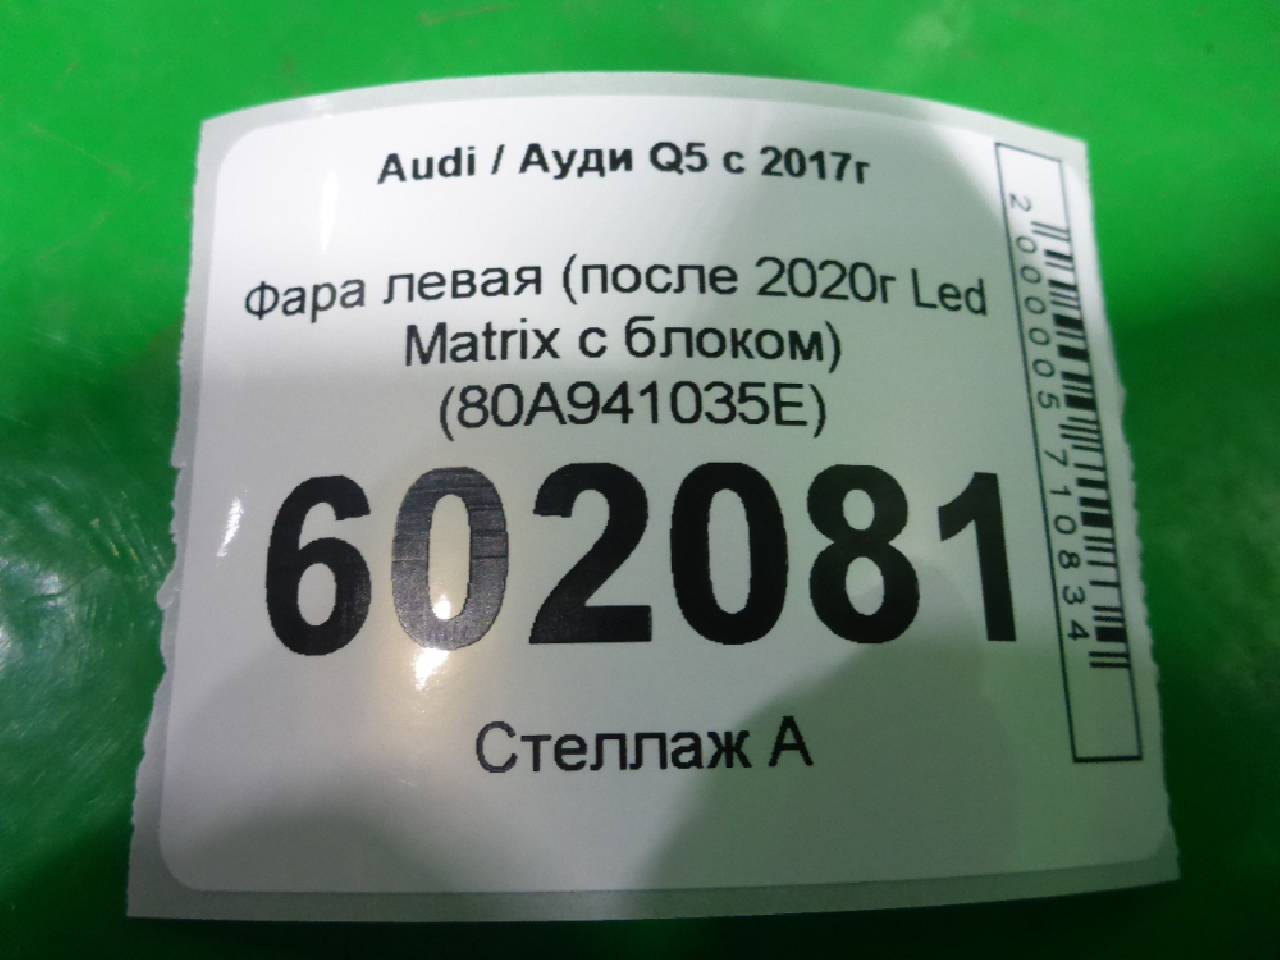 Audi / Ауди Q5 с 2017г
Фара левая (после 2020г Led
Matrix с блоком)
(80A941035E)
602081
Стеллаж А
2000005710834